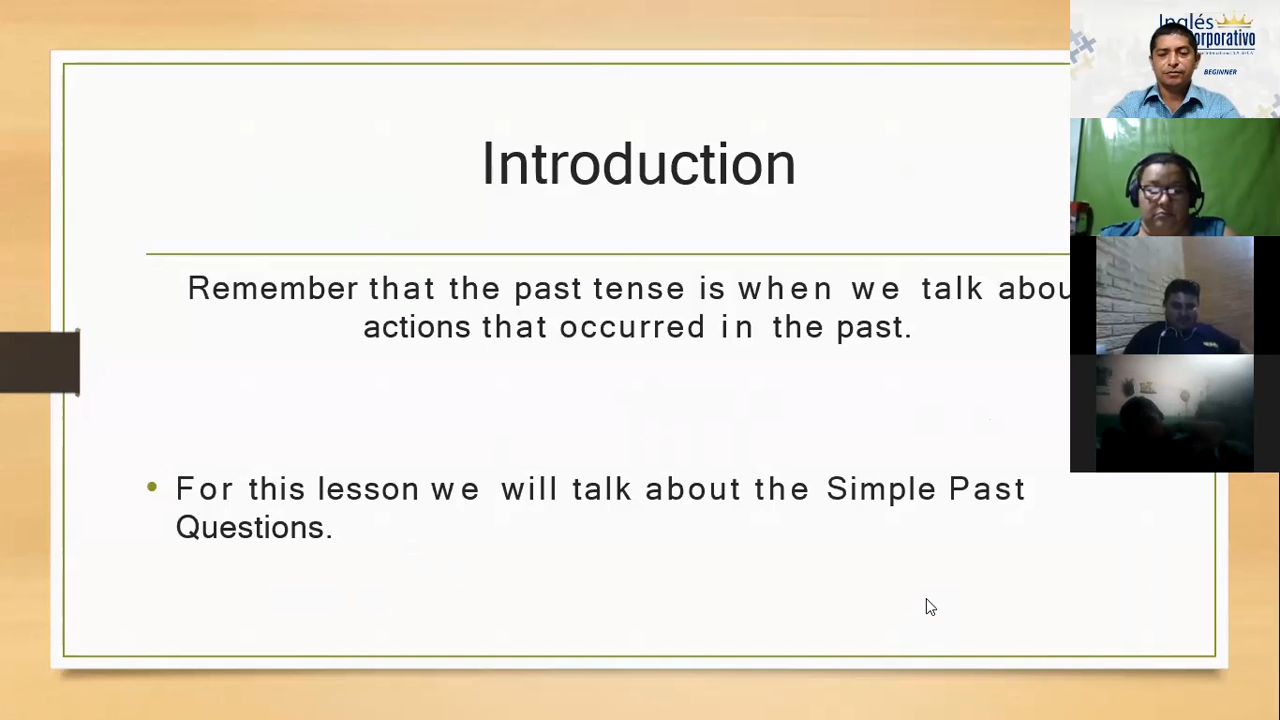 Introduction
Remember that the past tense is when we talk abou
actions that occurred in the past.
• For this lesson we will talk about the Simple Past
Questions.
Inglés
orporativo
BEGINNER